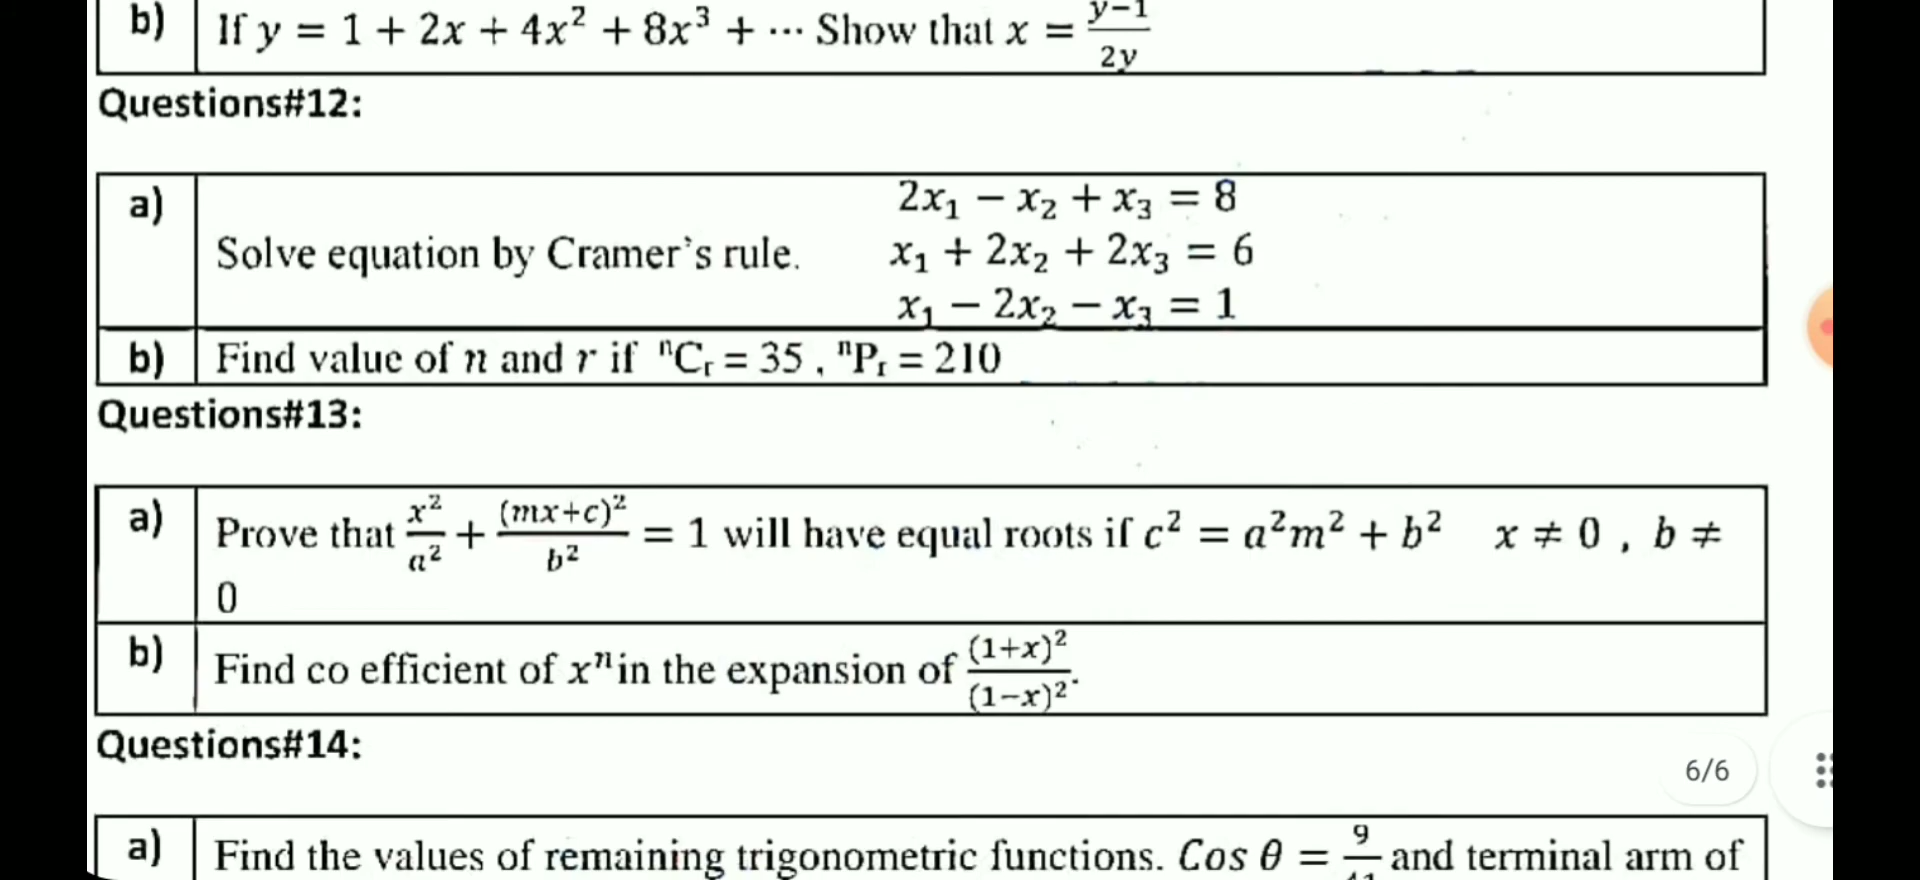 b) If y = 1 + 2x + 4x² + 8x³ + ⋯ Show that x = (y−1)/(2y)
Questions#12:
a) Solve equation by Cramer's rule.
2x₁ − x₂ + x₃ = 8
x₁ + 2x₂ + 2x₃ = 6
x₁ − 2x₂ − x₃ = 1
b) Find value of n and r if ⁿCᵣ = 35 , ⁿPᵣ = 210
Questions#13:
a) Prove that x²/a² + (mx+c)²/b² = 1 will have equal roots if c² = a²m² + b² x ≠ 0 , b ≠
0
b) Find co efficient of xⁿ in the expansion of (1+x)²/(1−x)².
Questions#14:
6/6
a) Find the values of remaining trigonometric functions. Cos θ = 9/ and terminal arm of